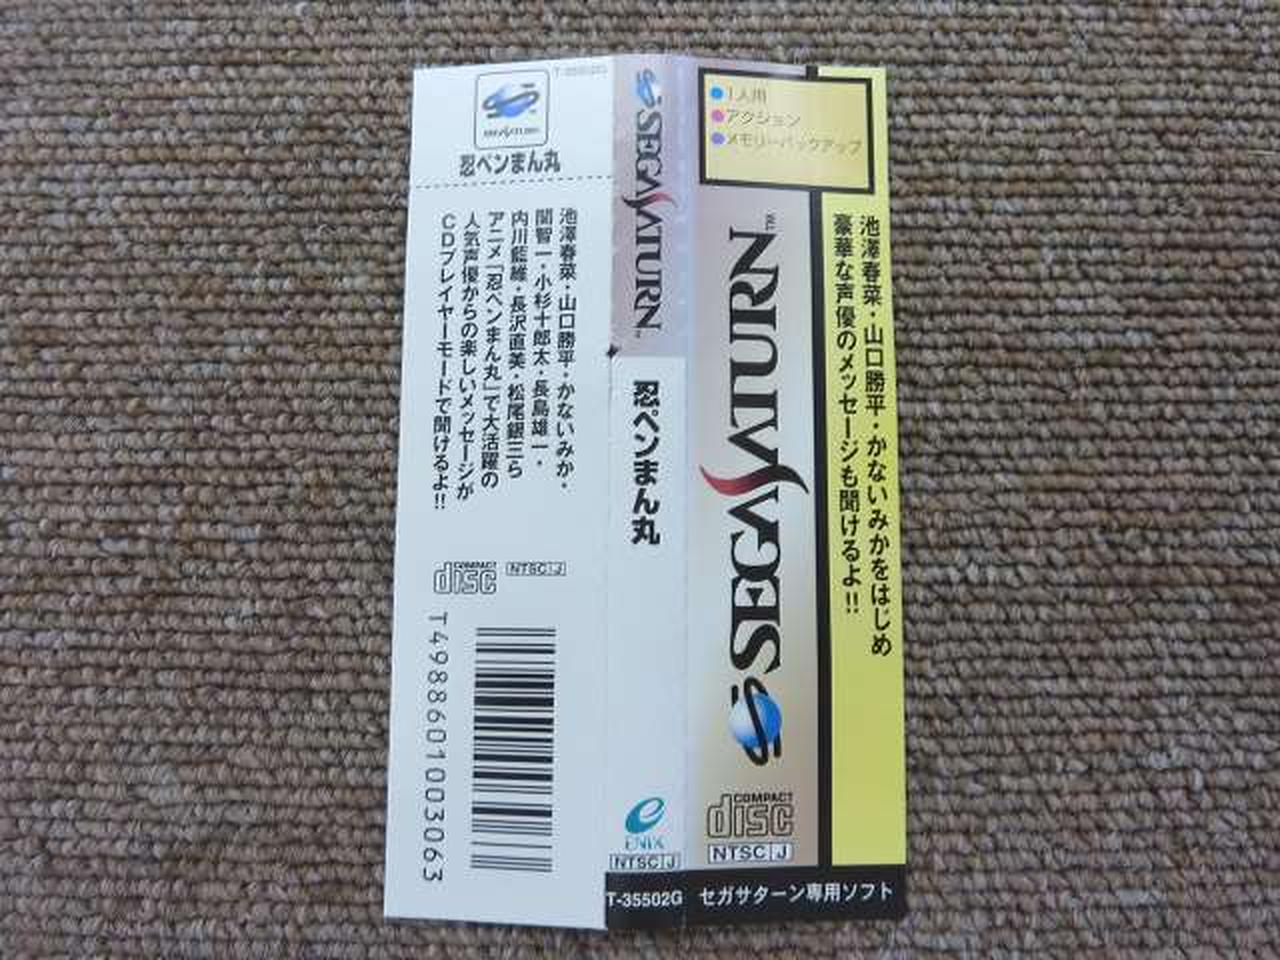 T-35502G
SEGA SATURN
忍ペンまん丸
池澤春菜・山口勝平・かないみか・
関智一・小杉十郎太・長島雄一・
内川藍維・長沢直美・松尾銀三ら
アニメ「忍ペンまん丸」で大活躍の
人気声優からの楽しいメッセージが
CDプレイヤーモードで聞けるよ!!
COMPACT
disc
NTSC J
T4988601003063
SEGA SATURN™
忍ペンまん丸
ENIX
NTSC J
T-35502G
●1人用
●アクション
●メモリーバックアップ
SEGA SATURN™
COMPACT
disc
NTSC J
池澤春菜・山口勝平・かないみかをはじめ
豪華な声優のメッセージも聞けるよ!!
セガサターン専用ソフト